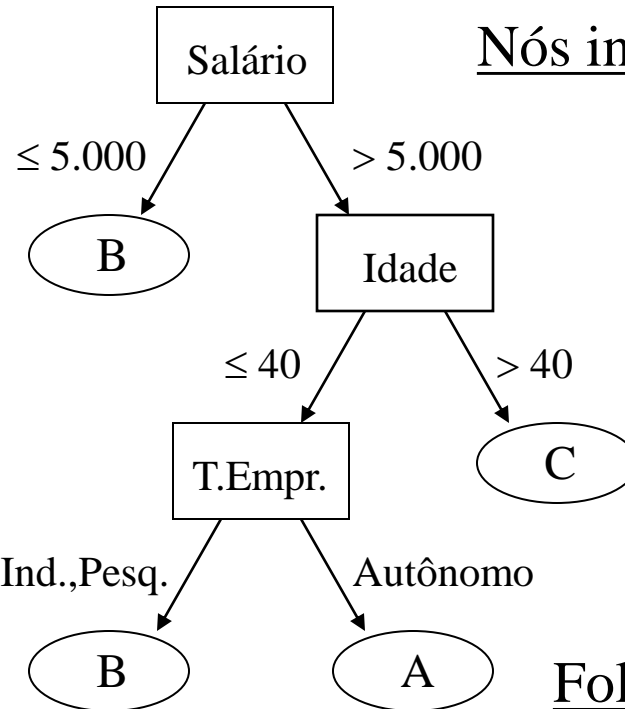 Salário
Nós in
≤ 5.000
> 5.000
B
Idade
≤ 40
> 40
T.Empr.
C
Ind.,Pesq.
Autônomo
B
A
Fol